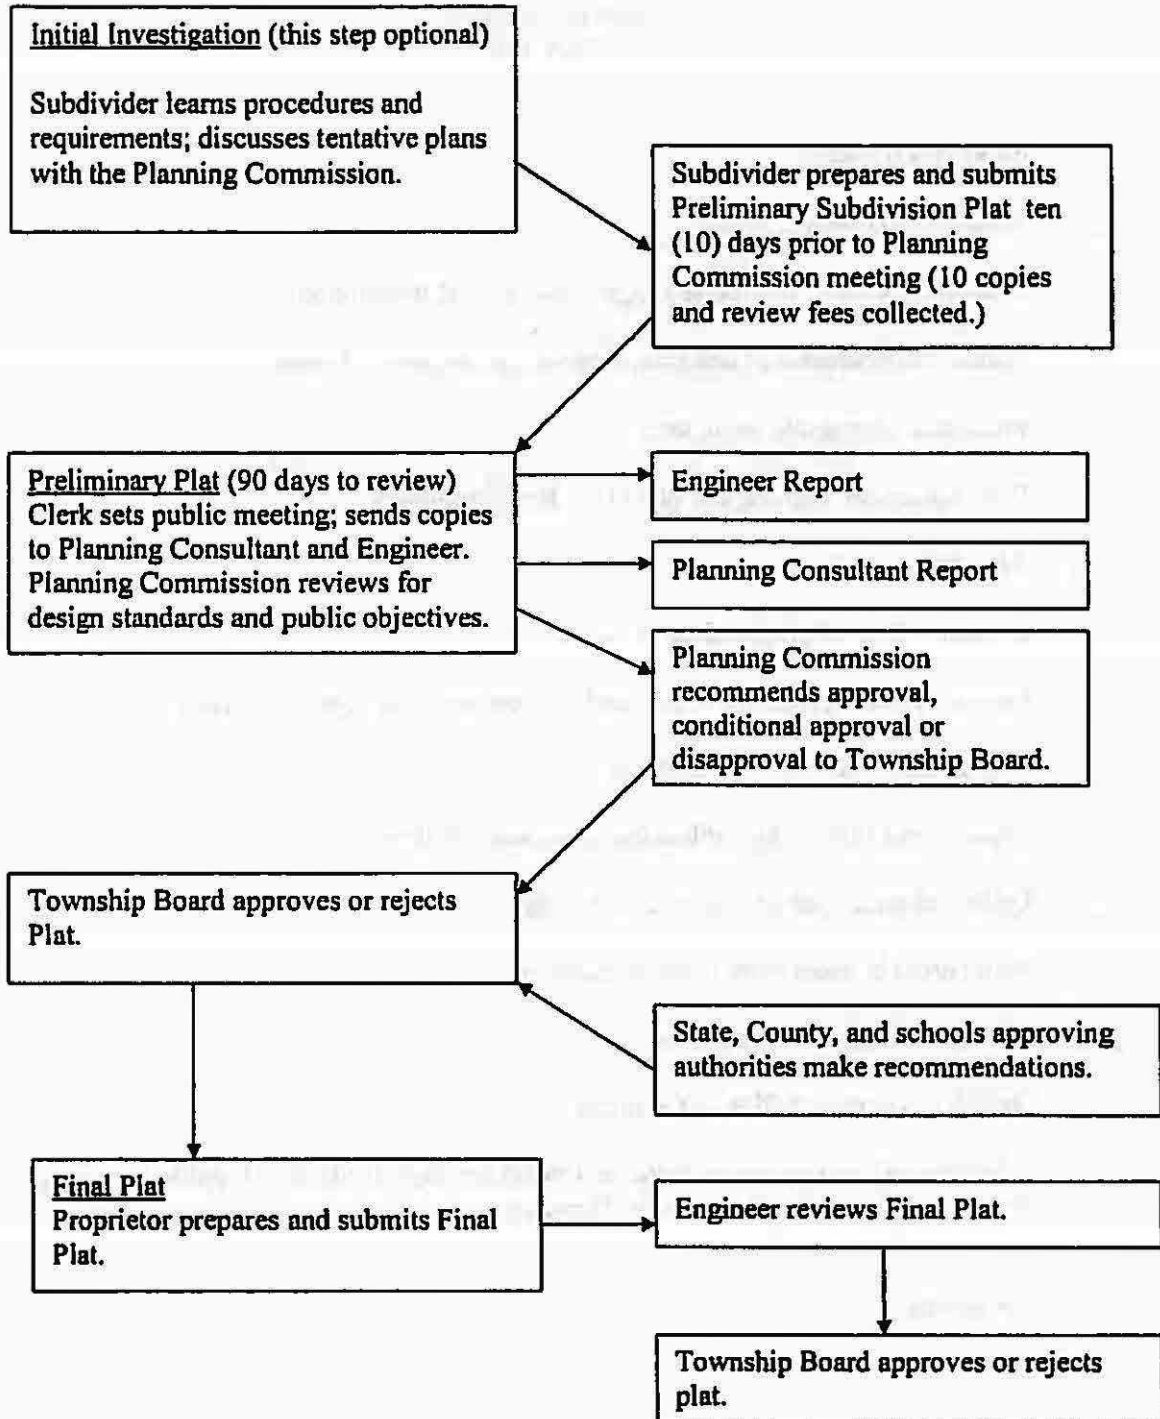 Initial Investigation (this step optional)
Subdivider learns procedures and
requirements; discusses tentative plans
with the Planning Commission.
Subdivider prepares and submits
Preliminary Subdivision Plat ten
(10) days prior to Planning
Commission meeting (10 copies
and review fees collected.)
Preliminary Plat (90 days to review)
Clerk sets public meeting; sends copies
to Planning Consultant and Engineer.
Planning Commission reviews for
design standards and public objectives.
Engineer Report
Planning Consultant Report
Planning Commission
recommends approval,
conditional approval or
disapproval to Township Board.
Township Board approves or rejects
Plat.
State, County, and schools approving
authorities make recommendations.
Final Plat
Proprietor prepares and submits Final
Plat.
Engineer reviews Final Plat.
Township Board approves or rejects
plat.